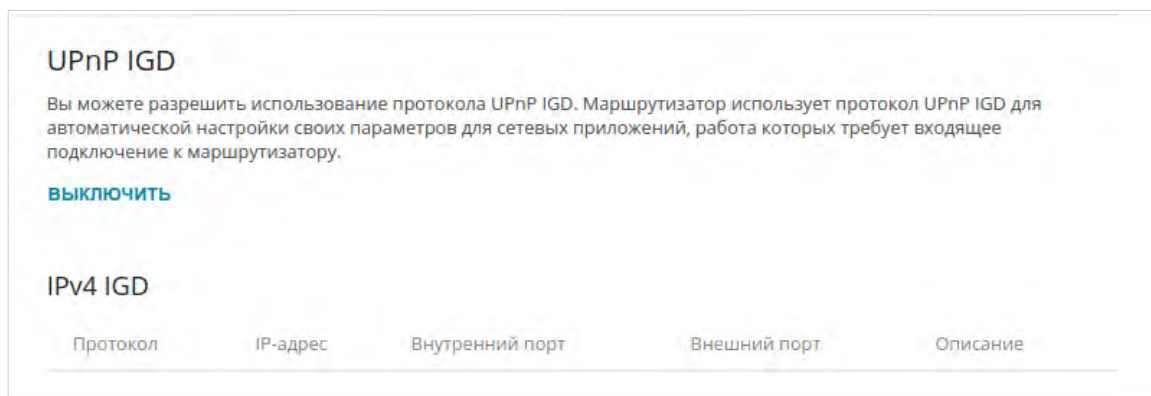 UPnP IGD
Вы можете разрешить использование протокола UPnP IGD. Маршрутизатор использует протокол UPnP IGD для
автоматической настройки своих параметров для сетевых приложений, работа которых требует входящее
подключение к маршрутизатору.
ВЫКЛЮЧИТЬ
IPv4 IGD
Протокол IP-адрес Внутренний порт Внешний порт Описание